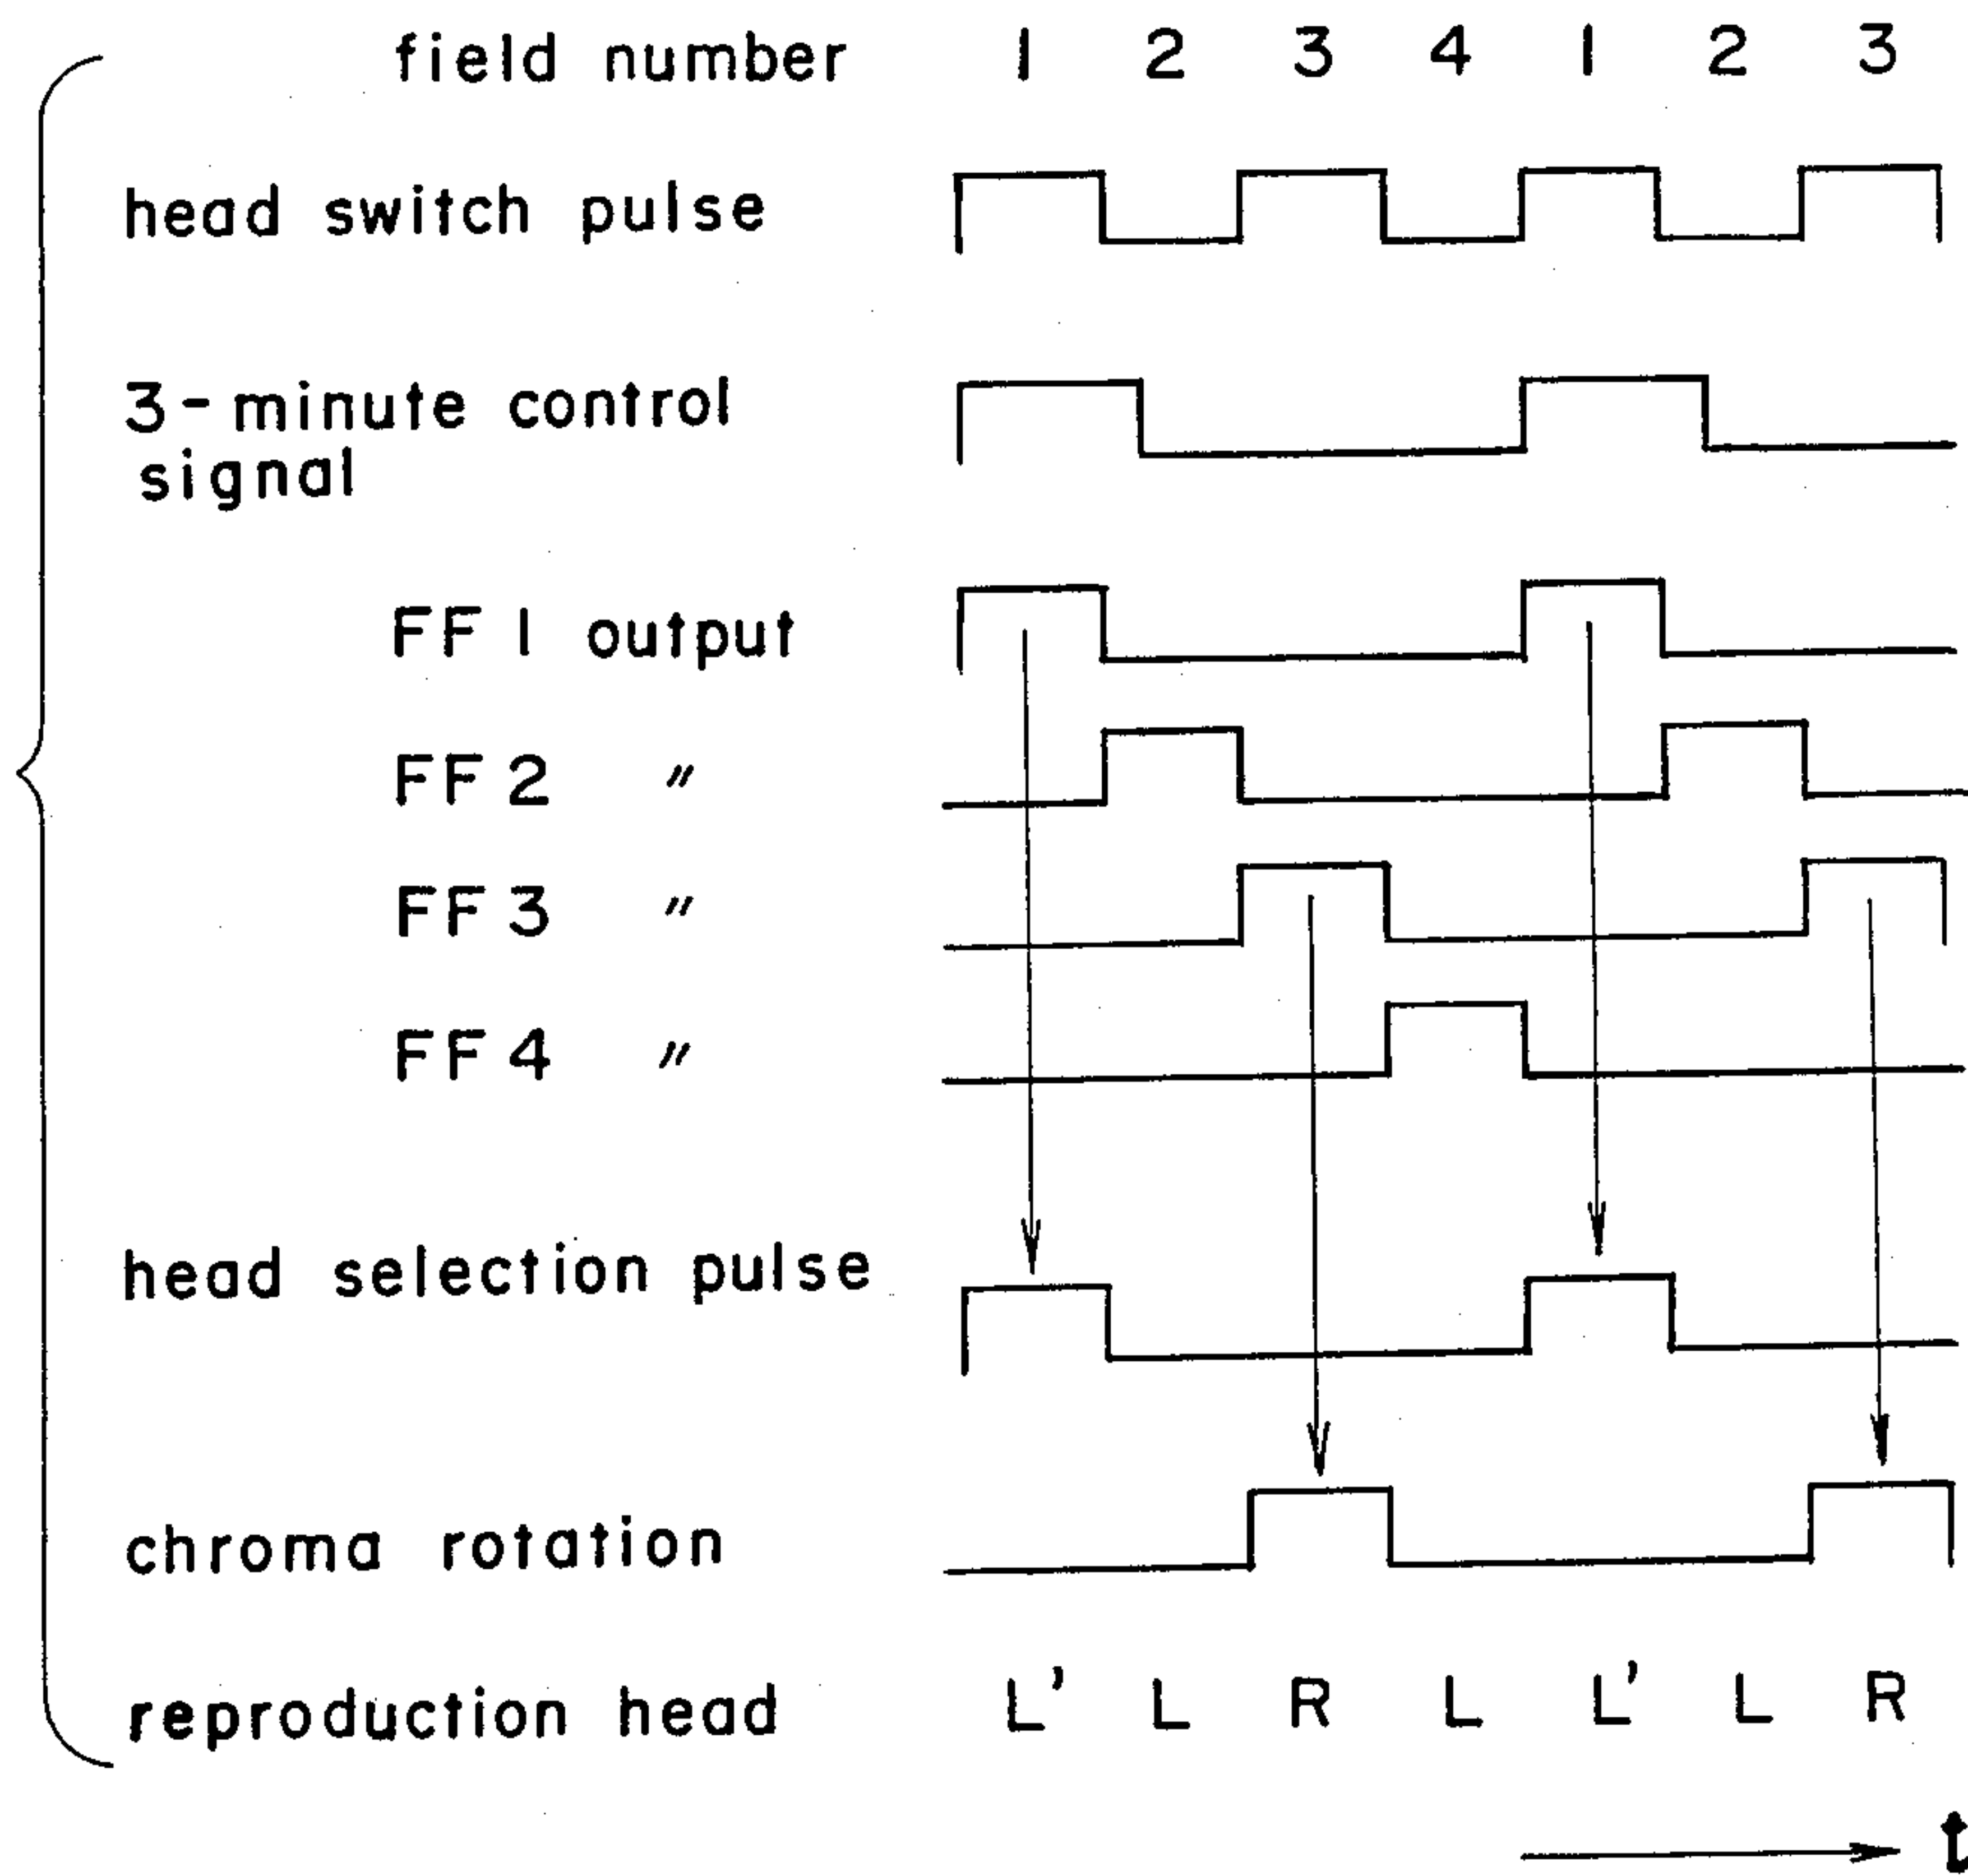 field number 1 2 3 4 1 2 3
head switch pulse
3-minute control
signal
FF 1 output
FF 2 〃
FF 3 〃
FF 4 〃
head selection pulse
chroma rotation
reproduction head L' L R L L' L R
t